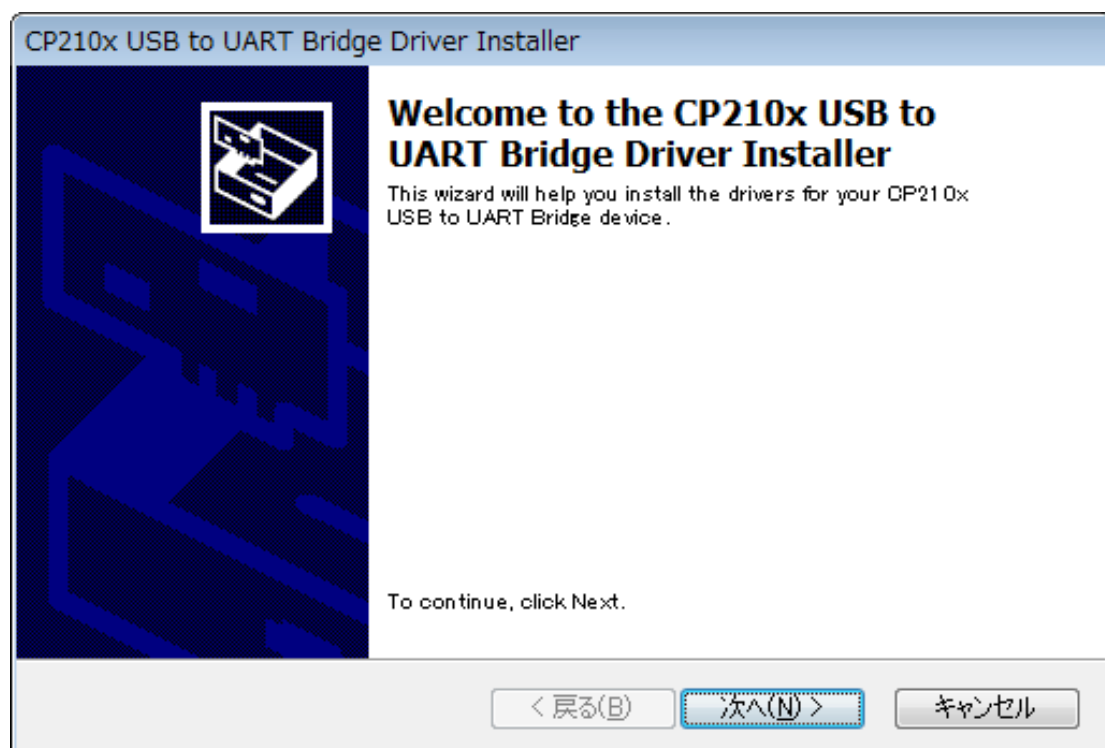 CP210x USB to UART Bridge Driver Installer
Welcome to the CP210x USB to
UART Bridge Driver Installer
This wizard will help you install the drivers for your CP210x
USB to UART Bridge device.
To continue, click Next.
< 戻る(B)
次へ(N) >
キャンセル